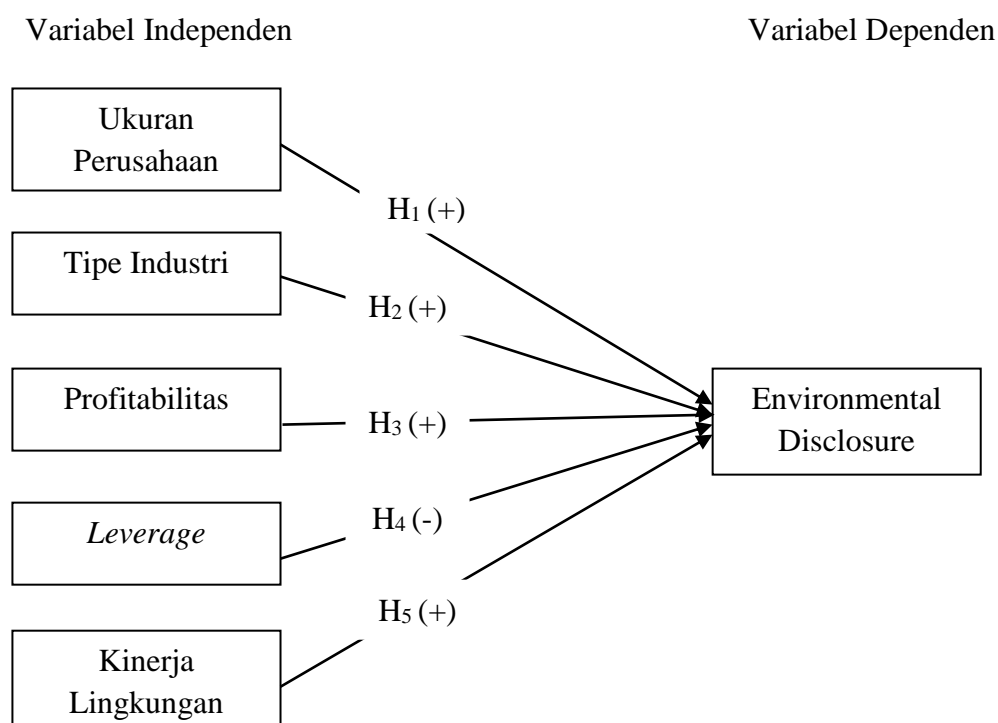 Variabel Independen
Variabel Dependen
Ukuran
Perusahaan
H₁ (+)
Tipe Industri
H₂ (+)
Profitabilitas
H₃ (+)
Environmental
Disclosure
Leverage
H₄ (-)
H₅ (+)
Kinerja
Lingkungan